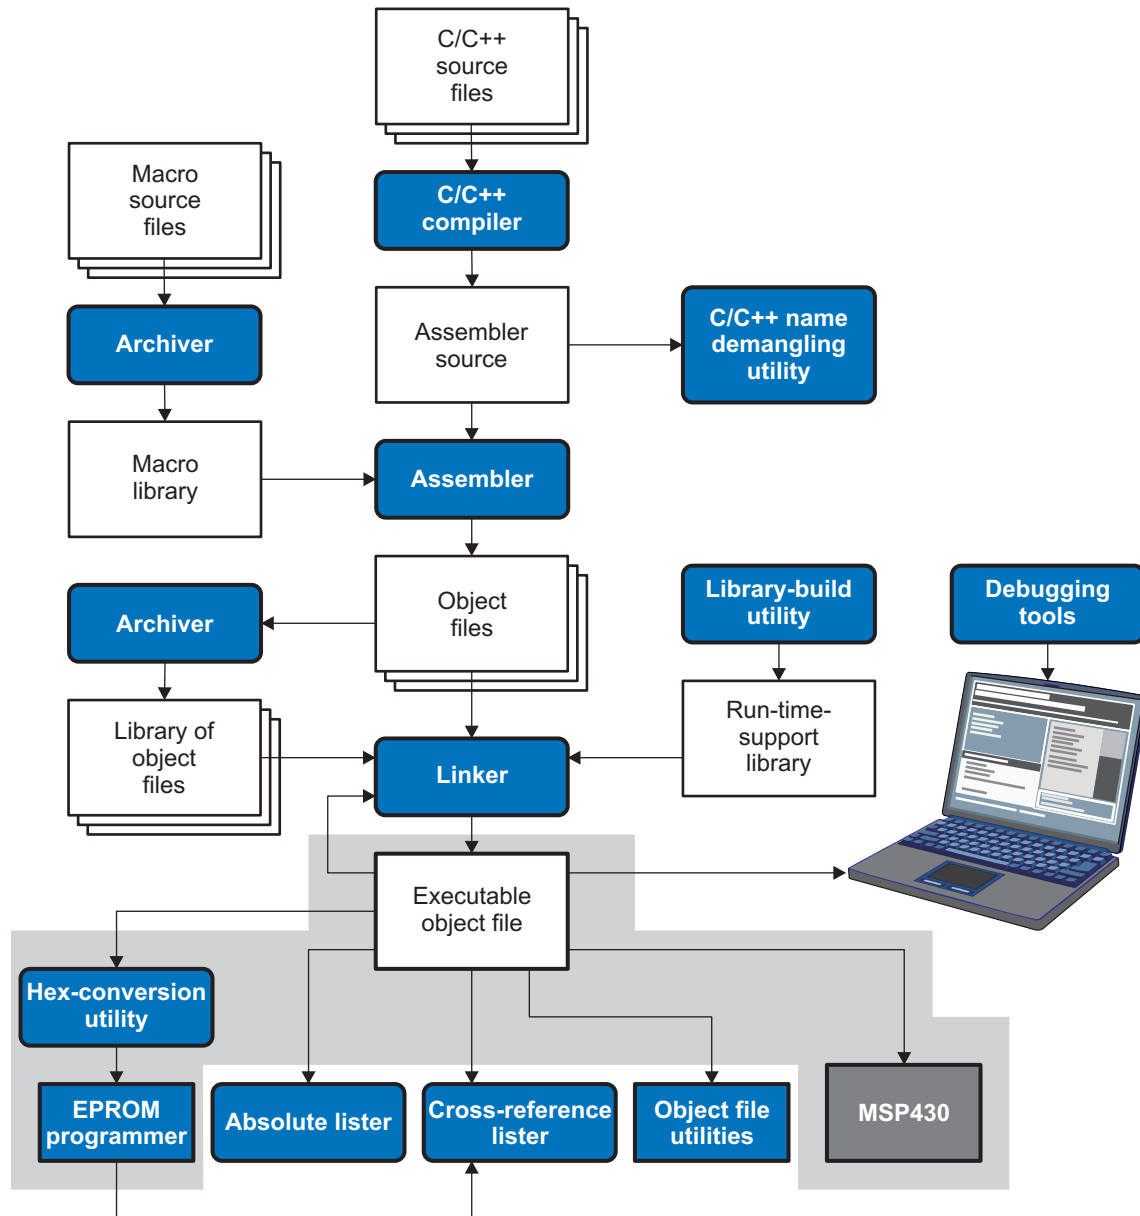 C/C++
source
files
Macro
source
files
C/C++
compiler
Archiver
Assembler
source
C/C++ name
demangling
utility
Macro
library
Assembler
Archiver
Object
files
Library-build
utility
Debugging
tools
Library of
object
files
Linker
Run-time-
support
library
Executable
object file
Hex-conversion
utility
EPROM
programmer
Absolute lister
Cross-reference
lister
Object file
utilities
MSP430